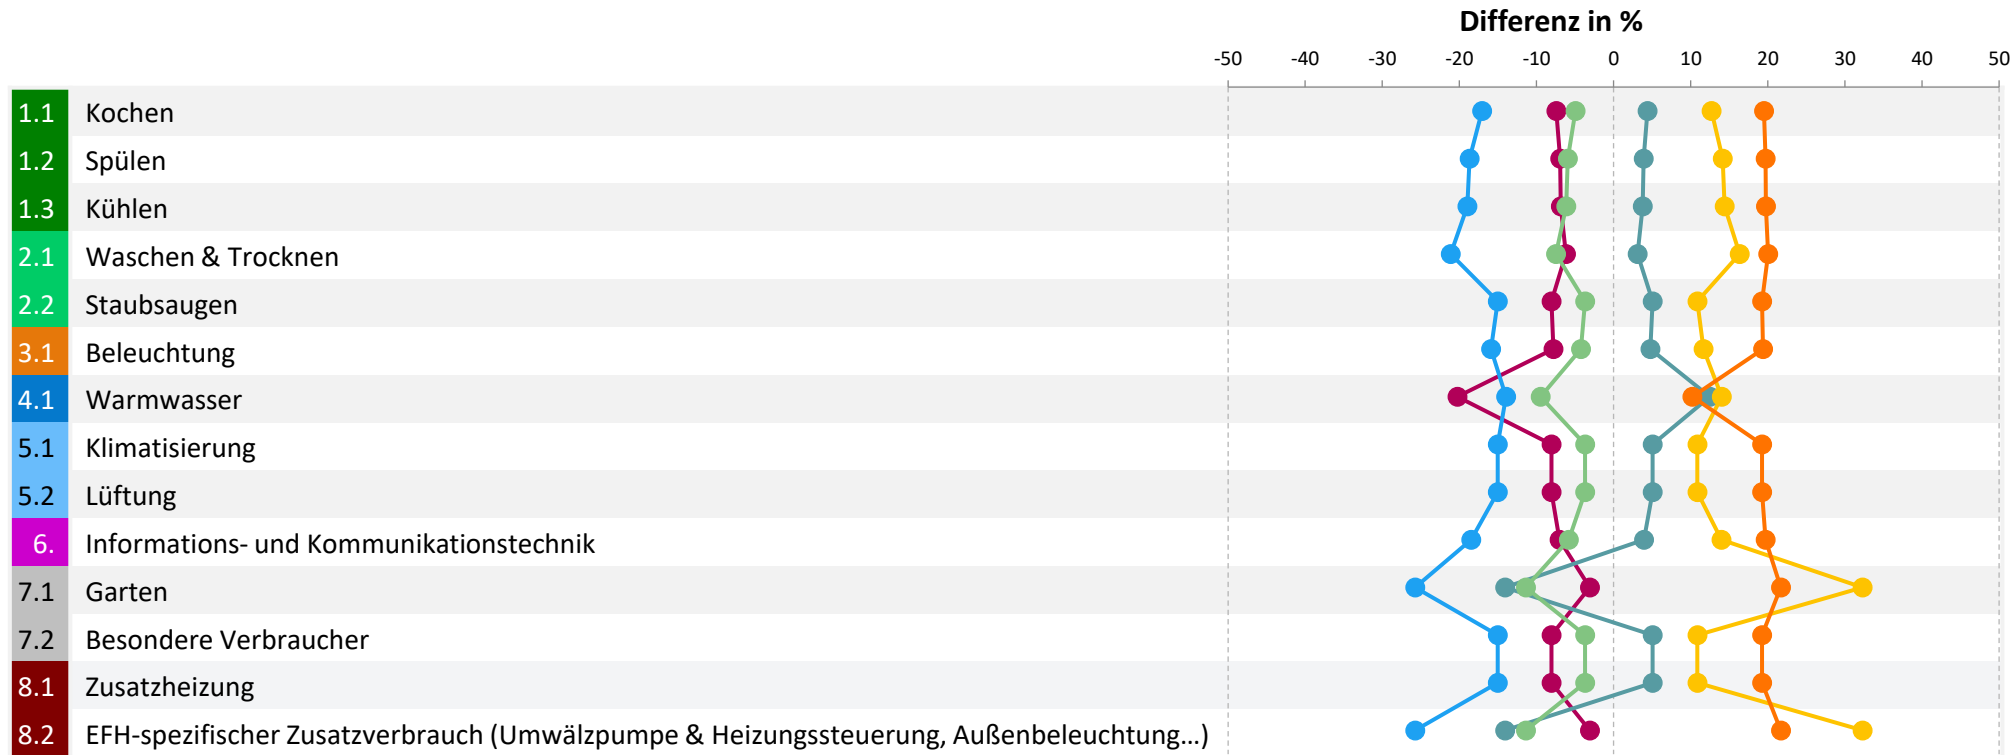 Differenz in %
-50 -40 -30 -20 -10 0 10 20 30 40 50
1.1 Kochen
1.2 Spülen
1.3 Kühlen
2.1 Waschen & Trocknen
2.2 Staubsaugen
3.1 Beleuchtung
4.1 Warmwasser
5.1 Klimatisierung
5.2 Lüftung
6. Informations- und Kommunikationstechnik
7.1 Garten
7.2 Besondere Verbraucher
8.1 Zusatzheizung
8.2 EFH-spezifischer Zusatzverbrauch (Umwälzpumpe & Heizungssteuerung, Außenbeleuchtung...)